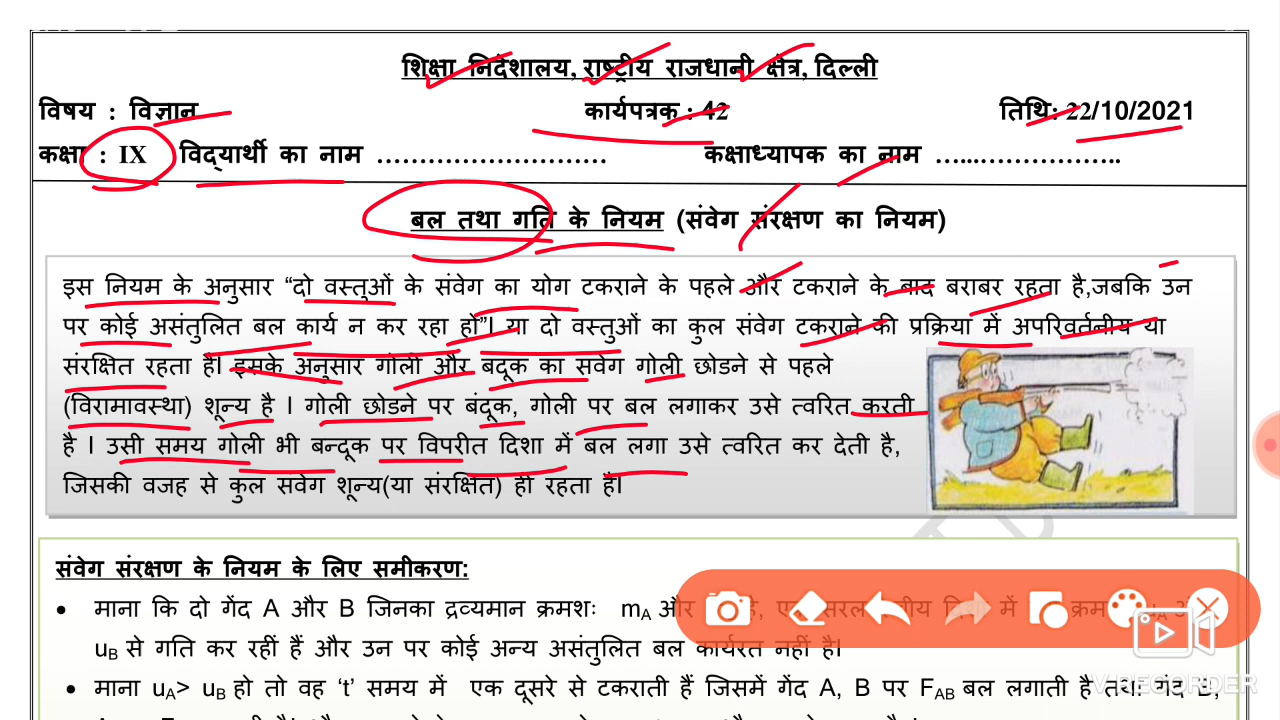 शिक्षा निदेशालय, राष्ट्रीय राजधानी क्षेत्र, दिल्ली
विषय : विज्ञान कार्यपत्रक : 42 तिथि: 22/10/2021
कक्षा : IX विद्यार्थी का नाम ........................... कक्षाध्यापक का नाम ........................
बल तथा गति के नियम (संवेग संरक्षण का नियम)
इस नियम के अनुसार “दो वस्तुओं के संवेग का योग टकराने के पहले और टकराने के बाद बराबर रहता है,जबकि उन
पर कोई असंतुलित बल कार्य न कर रहा हो”। या दो वस्तुओं का कुल संवेग टकराने की प्रक्रिया में अपरिवर्तनीय या
संरक्षित रहता है। इसके अनुसार गोली और बंदूक का संवेग गोली छोडने से पहले
(विरामावस्था) शून्य है । गोली छोडने पर बंदूक, गोली पर बल लगाकर उसे त्वरित करती
है । उसी समय गोली भी बन्दूक पर विपरीत दिशा में बल लगा उसे त्वरित कर देती है,
जिसकी वजह से कुल संवेग शून्य(या संरक्षित) ही रहता है।
संवेग संरक्षण के नियम के लिए समीकरण:
• माना कि दो गेंद A और B जिनका द्रव्यमान क्रमशः mA और
uB से गति कर रहीं हैं और उन पर कोई अन्य असंतुलित बल कार्यरत नहीं है।
• माना uA> uB हो तो वह ‘t’ समय में एक दूसरे से टकराती हैं जिसमें गेंद A, B पर FAB बल लगाती है तथा गेंद B,
VIDEORECORDER